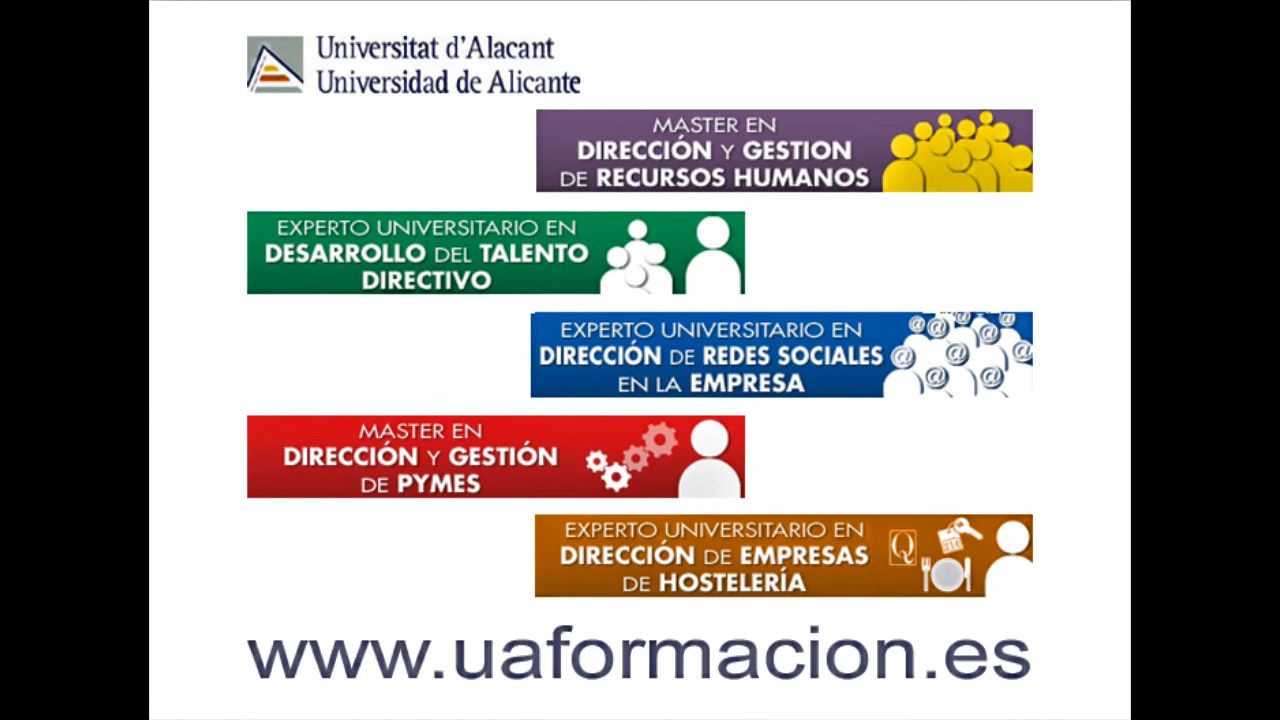 Universitat d'Alacant
Universidad de Alicante
MASTER EN
DIRECCIÓN Y GESTION
DE RECURSOS HUMANOS
EXPERTO UNIVERSITARIO EN
DESARROLLO DEL TALENTO
DIRECTIVO
EXPERTO UNIVERSITARIO EN
DIRECCIÓN DE REDES SOCIALES
EN LA EMPRESA
@ @ @ @ @ @ @ @ @ @
MASTER EN
DIRECCIÓN Y GESTIÓN
DE PYMES
EXPERTO UNIVERSITARIO EN
DIRECCIÓN DE EMPRESAS
DE HOSTELERÍA
Q
www.uaformacion.es